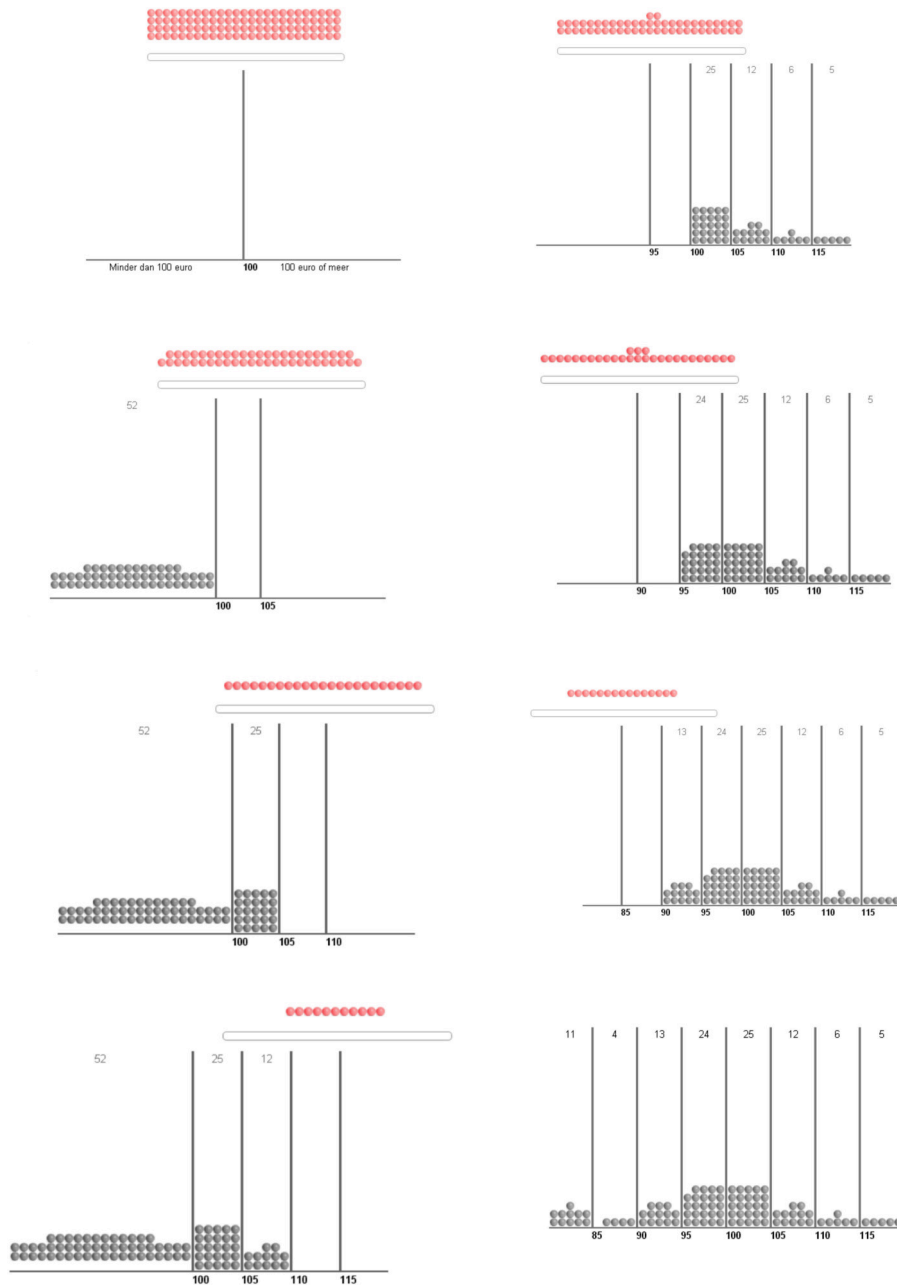 Minder dan 100 euro 100 100 euro of meer
52
100 105
52 25
100 105 110
52 25 12
100 105 110 115
25 12 6 5
95 100 105 110 115
24 25 12 6 5
90 95 100 105 110 115
13 24 25 12 6 5
85 90 95 100 105 110 115
11 4 13 24 25 12 6 5
85 90 95 100 105 110 115